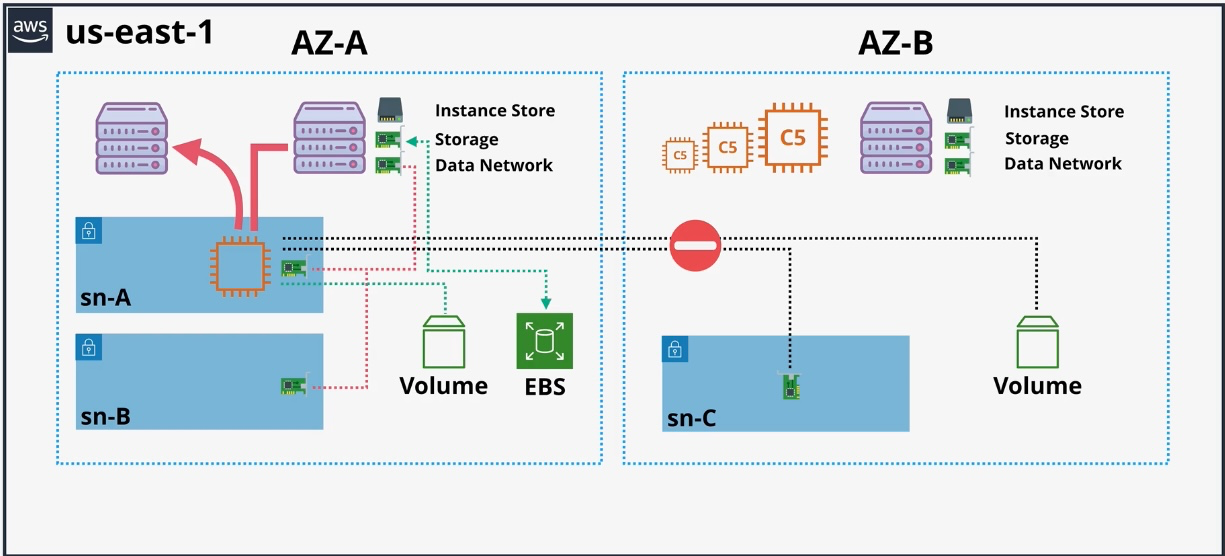 aws
us-east-1
AZ-A
AZ-B
Instance Store
Storage
Data Network
C5
C5
C5
Instance Store
Storage
Data Network
sn-A
Volume
EBS
sn-B
sn-C
Volume